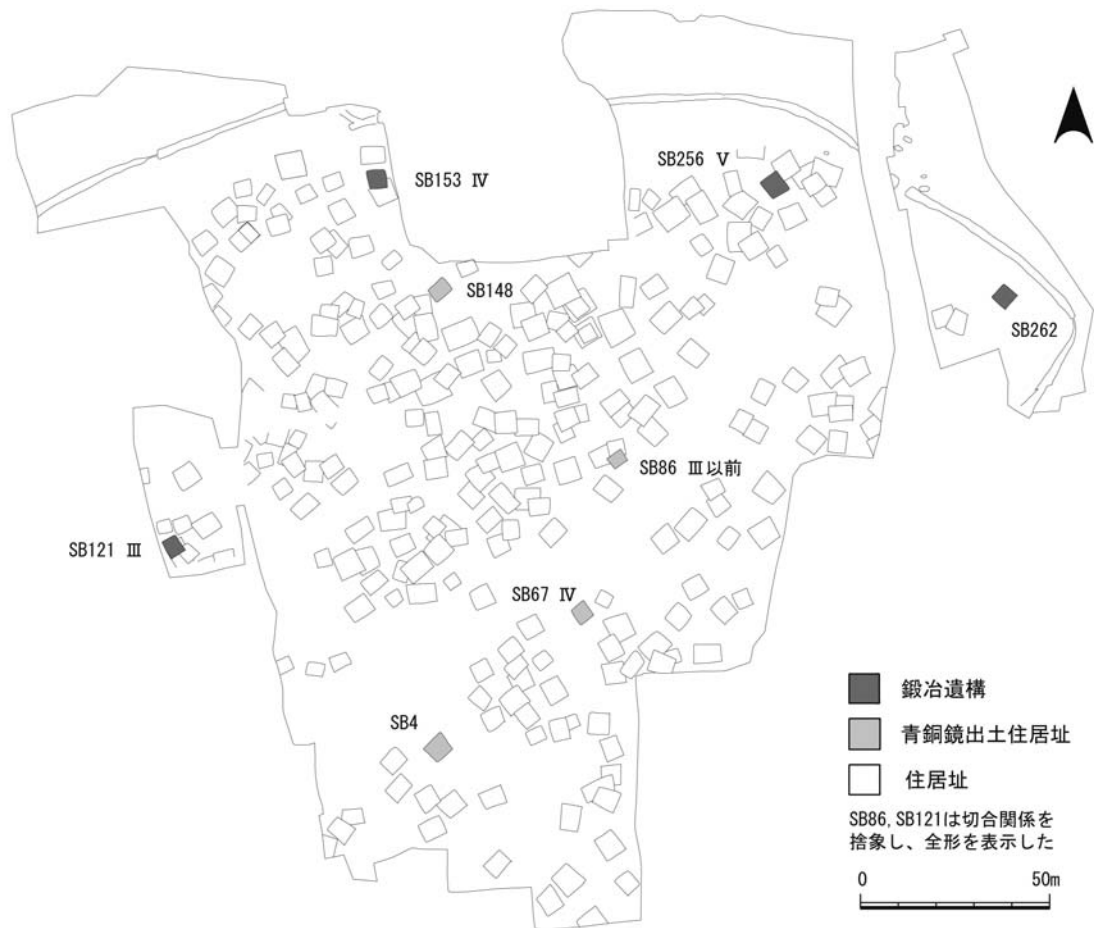 SB153 Ⅳ
SB256 Ⅴ
SB148
SB262
SB86 Ⅲ以前
SB121 Ⅲ
SB67 Ⅳ
SB4
鍛冶遺構
青銅鏡出土住居址
住居址
SB86, SB121は切合関係を
捨象し、全形を表示した
0 50m